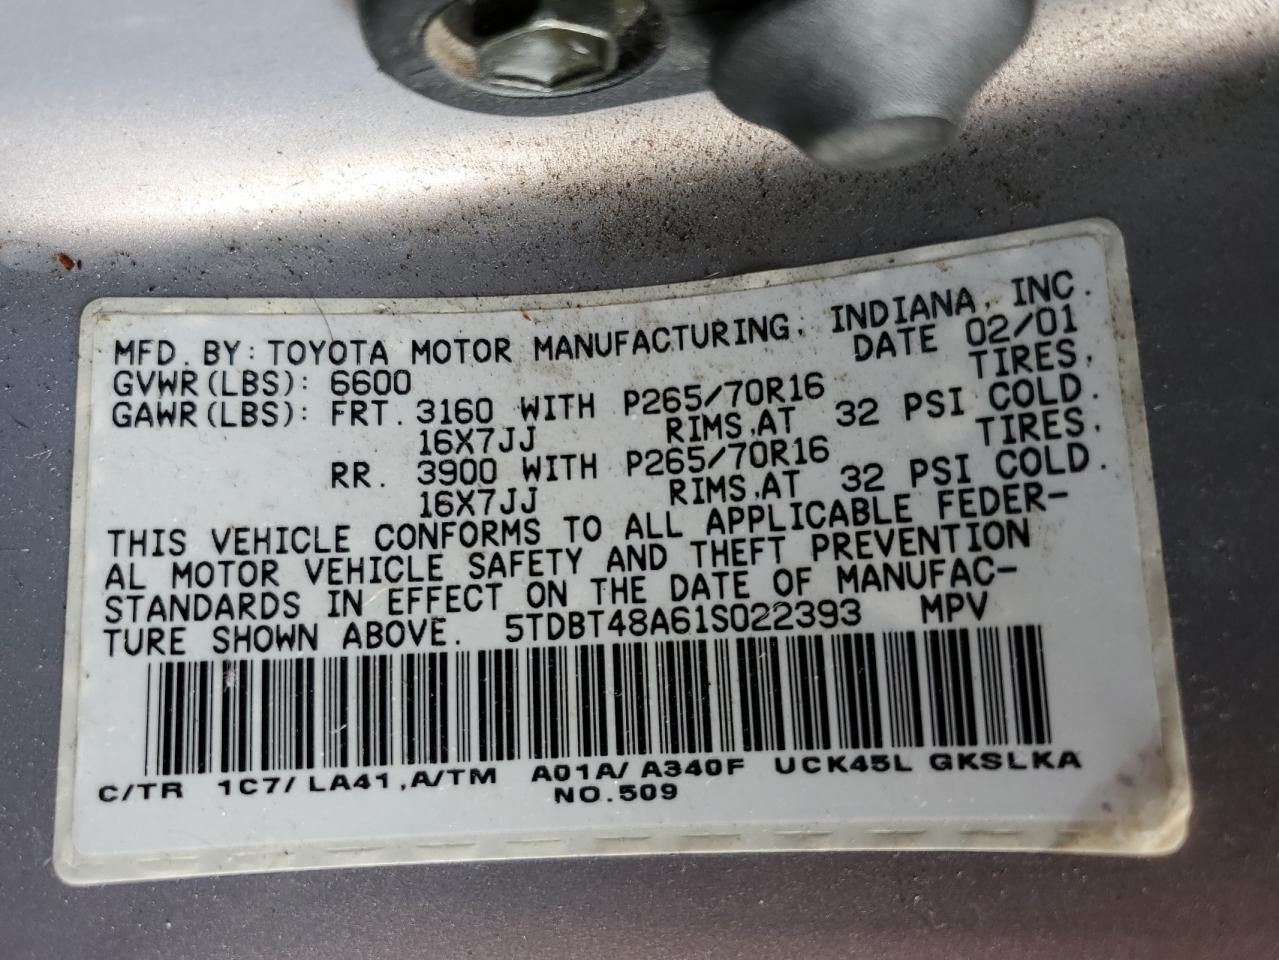 MFD. BY: TOYOTA MOTOR MANUFACTURING, INDIANA, INC.
GVWR(LBS): 6600 DATE 02/01
GAWR(LBS): FRT. 3160 WITH P265/70R16 TIRES,
16X7JJ RIMS,AT 32 PSI COLD.
RR. 3900 WITH P265/70R16 TIRES,
16X7JJ RIMS,AT 32 PSI COLD.
THIS VEHICLE CONFORMS TO ALL APPLICABLE FEDER-
AL MOTOR VEHICLE SAFETY AND THEFT PREVENTION
STANDARDS IN EFFECT ON THE DATE OF MANUFAC-
TURE SHOWN ABOVE. 5TDBT48A61S022393 MPV
C/TR 1C7/LA41,A/TM A01A/A340F UCK45L GKSLKA
NO.509